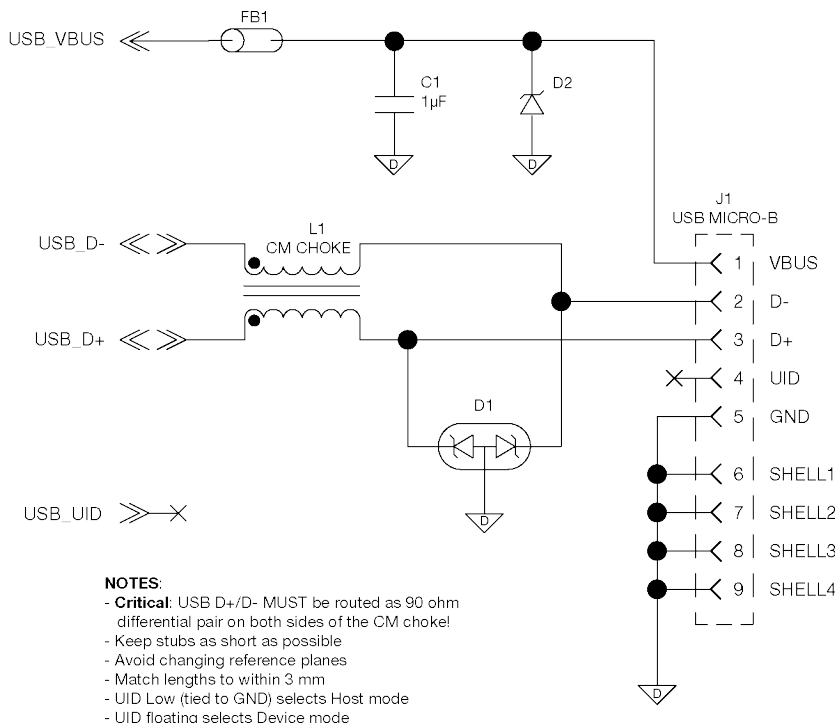 FB1
USB_VBUS
C1
1µF
D2
D
D
J1
USB MICRO-B
L1
CM CHOKE
USB_D-
1 VBUS
2 D-
USB_D+
3 D+
4 UID
D1
5 GND
6 SHELL1
USB_UID
D
7 SHELL2
8 SHELL3
9 SHELL4
NOTES:
- Critical: USB D+/D- MUST be routed as 90 ohm
differential pair on both sides of the CM choke!
- Keep stubs as short as possible
- Avoid changing reference planes
- Match lengths to within 3 mm
- UID Low (tied to GND) selects Host mode
- UID floating selects Device mode
D